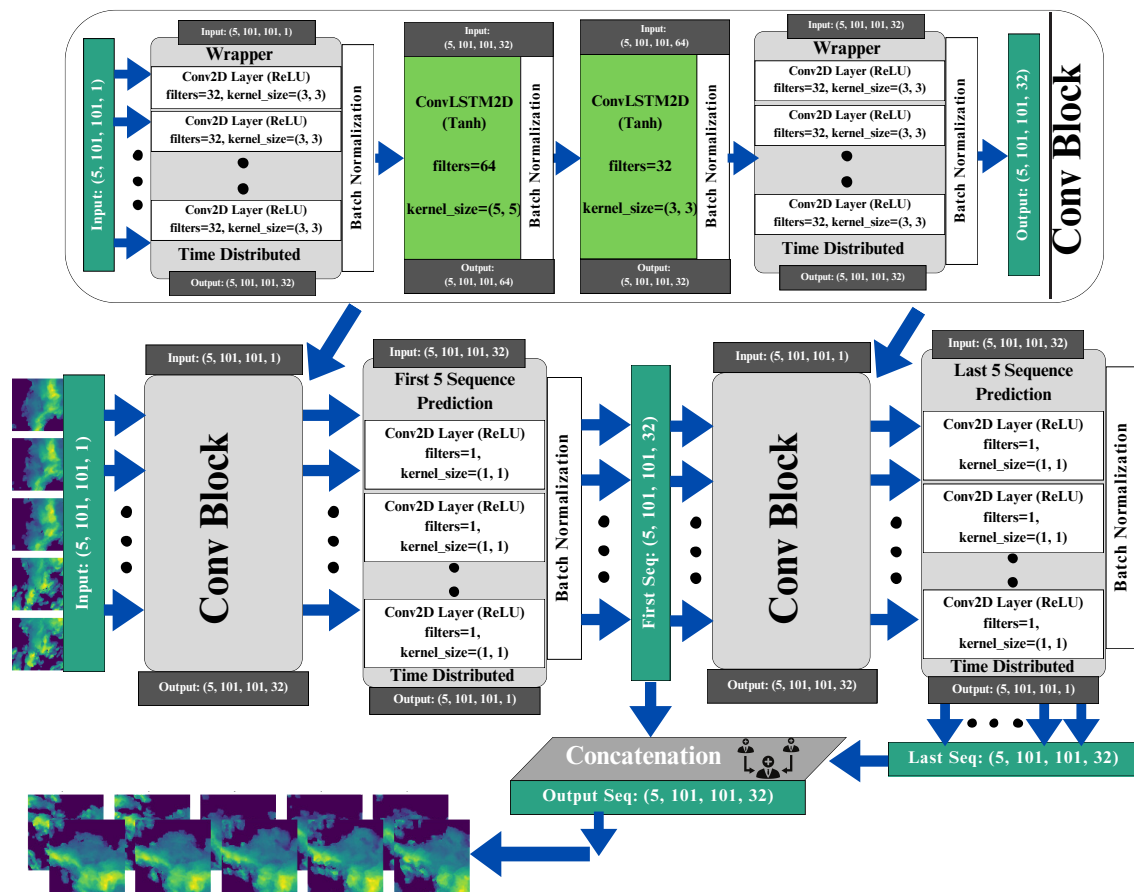 Input: (5, 101, 101, 1)
Input: (5, 101, 101, 1)
Wrapper
Conv2D Layer (ReLU)
filters=32, kernel_size=(3, 3)
Conv2D Layer (ReLU)
filters=32, kernel_size=(3, 3)
Conv2D Layer (ReLU)
filters=32, kernel_size=(3, 3)
Time Distributed
Output: (5, 101, 101, 32)
Batch Normalization
Input:
(5, 101, 101, 32)
ConvLSTM2D
(Tanh)
filters=64
kernel_size=(5, 5)
Output:
(5, 101, 101, 64)
Batch Normalization
Input:
(5, 101, 101, 64)
ConvLSTM2D
(Tanh)
filters=32
kernel_size=(3, 3)
Output:
(5, 101, 101, 32)
Batch Normalization
Input: (5, 101, 101, 32)
Wrapper
Conv2D Layer (ReLU)
filters=32, kernel_size=(3, 3)
Conv2D Layer (ReLU)
filters=32, kernel_size=(3, 3)
Conv2D Layer (ReLU)
filters=32, kernel_size=(3, 3)
Time Distributed
Output: (5, 101, 101, 32)
Batch Normalization
Output: (5, 101, 101, 32)
Conv Block
Input: (5, 101, 101, 1)
Input: (5, 101, 101, 1)
Conv Block
Output: (5, 101, 101, 32)
Input: (5, 101, 101, 32)
First 5 Sequence
Prediction
Conv2D Layer (ReLU)
filters=1,
kernel_size=(1, 1)
Conv2D Layer (ReLU)
filters=1,
kernel_size=(1, 1)
Conv2D Layer (ReLU)
filters=1,
kernel_size=(1, 1)
Time Distributed
Output: (5, 101, 101, 1)
Batch Normalization
First Seq: (5, 101, 101, 32)
Input: (5, 101, 101, 1)
Conv Block
Output: (5, 101, 101, 32)
Input: (5, 101, 101, 32)
Last 5 Sequence
Prediction
Conv2D Layer (ReLU)
filters=1,
kernel_size=(1, 1)
Conv2D Layer (ReLU)
filters=1,
kernel_size=(1, 1)
Conv2D Layer (ReLU)
filters=1,
kernel_size=(1, 1)
Time Distributed
Output: (5, 101, 101, 1)
Batch Normalization
Last Seq: (5, 101, 101, 32)
Concatenation
Output Seq: (5, 101, 101, 32)